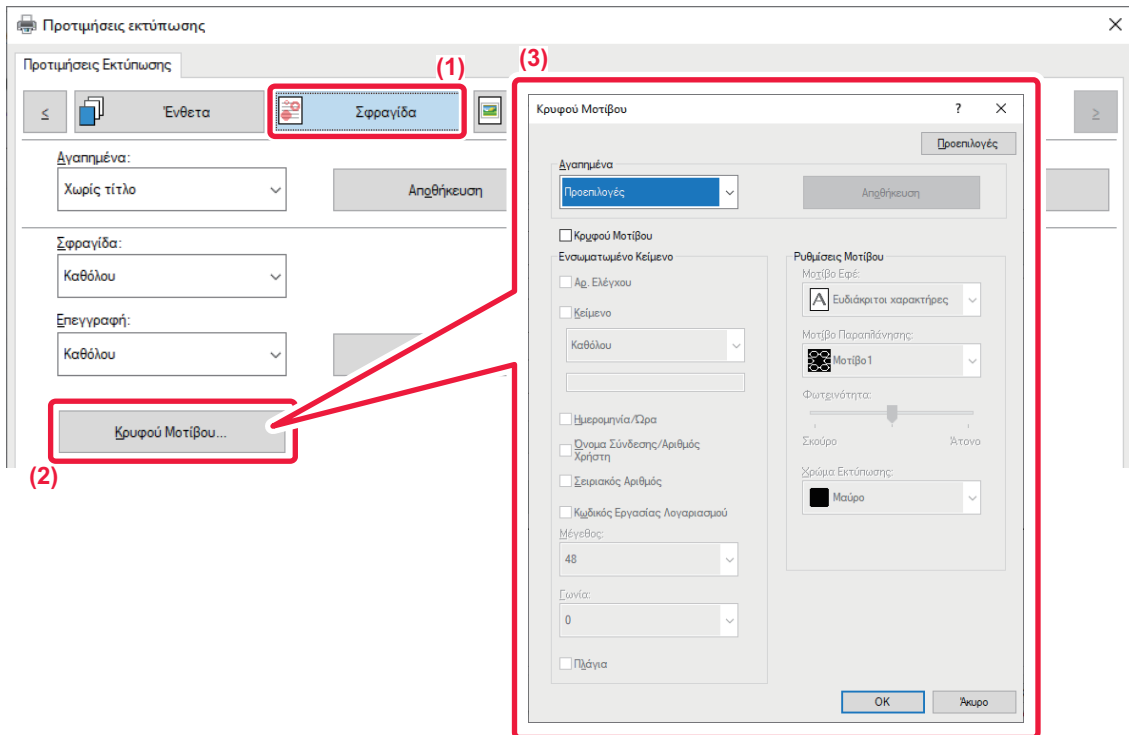 Προτιμήσεις εκτύπωσης
Προτιμήσεις Εκτύπωσης
(1)
(3)
≤
Ένθετα
Σφραγίδα
≥
Αγαπημένα:
Χωρίς τίτλο
Αποθήκευση
Σφραγίδα:
Καθόλου
Επεγγραφή:
Καθόλου
Κρυφού Μοτίβου...
(2)
Κρυφού Μοτίβου
?
Προεπιλογές
Αγαπημένα
Προεπιλογές
Αποθήκευση
Κρυφού Μοτίβου
Ενσωματωμένο Κείμενο
Αρ. Ελέγχου
Κείμενο
Καθόλου
Ημερομηνία/Ώρα
Όνομα Σύνδεσης/Αριθμός
Χρήστη
Σειριακός Αριθμός
Κωδικός Εργασίας Λογαριασμού
Μέγεθος:
48
Γωνία:
0
Πλάγια
Ρυθμίσεις Μοτίβου
Μοτίβο Εφέ:
A Ευδιάκριτοι χαρακτήρες
Μοτίβο Παραπλάνησης:
Μοτίβο1
Φωτεινότητα:
Σκούρο Άτονο
Χρώμα Εκτύπωσης:
Μαύρο
OK
Άκυρο